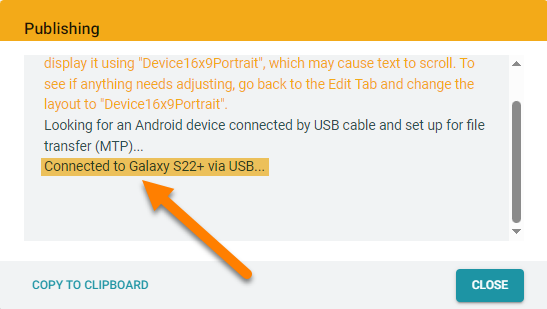 Publishing
display it using "Device16x9Portrait", which may cause text to scroll. To
see if anything needs adjusting, go back to the Edit Tab and change the
layout to "Device16x9Portrait".
Looking for an Android device connected by USB cable and set up for file
transfer (MTP)...
Connected to Galaxy S22+ via USB...
COPY TO CLIPBOARD
CLOSE